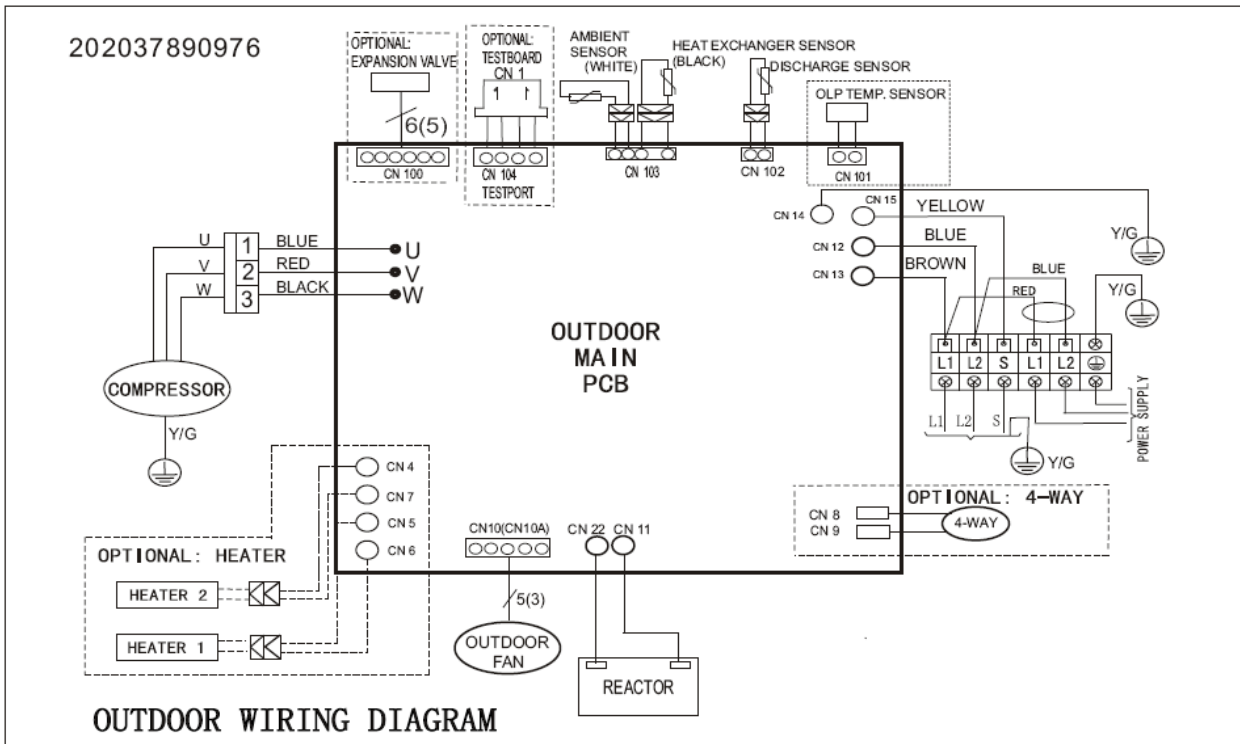 202037890976
OPTIONAL:
EXPANSION VALVE
6(5)
CN 100
OPTIONAL:
TESTBOARD
CN 1
1 1
CN 104
TESTPORT
AMBIENT
SENSOR
(WHITE)
HEAT EXCHANGER SENSOR
(BLACK)
CN 103
DISCHARGE SENSOR
CN 102
OLP TEMP. SENSOR
CN 101
CN 14
CN 15
YELLOW
CN 12
BLUE
CN 13
BROWN
Y/G
BLUE
RED
Y/G
L1 L2 S L1 L2
L1 L2 S
Y/G
POWER SUPPLY
U 1 BLUE U
V 2 RED V
W 3 BLACK W
COMPRESSOR
Y/G
OUTDOOR
MAIN
PCB
CN 4
CN 7
CN 5
CN 6
OPTIONAL: HEATER
HEATER 2
HEATER 1
CN10(CN10A)
5(3)
OUTDOOR
FAN
CN 22 CN 11
REACTOR
OPTIONAL: 4-WAY
CN 8
CN 9
4-WAY
OUTDOOR WIRING DIAGRAM